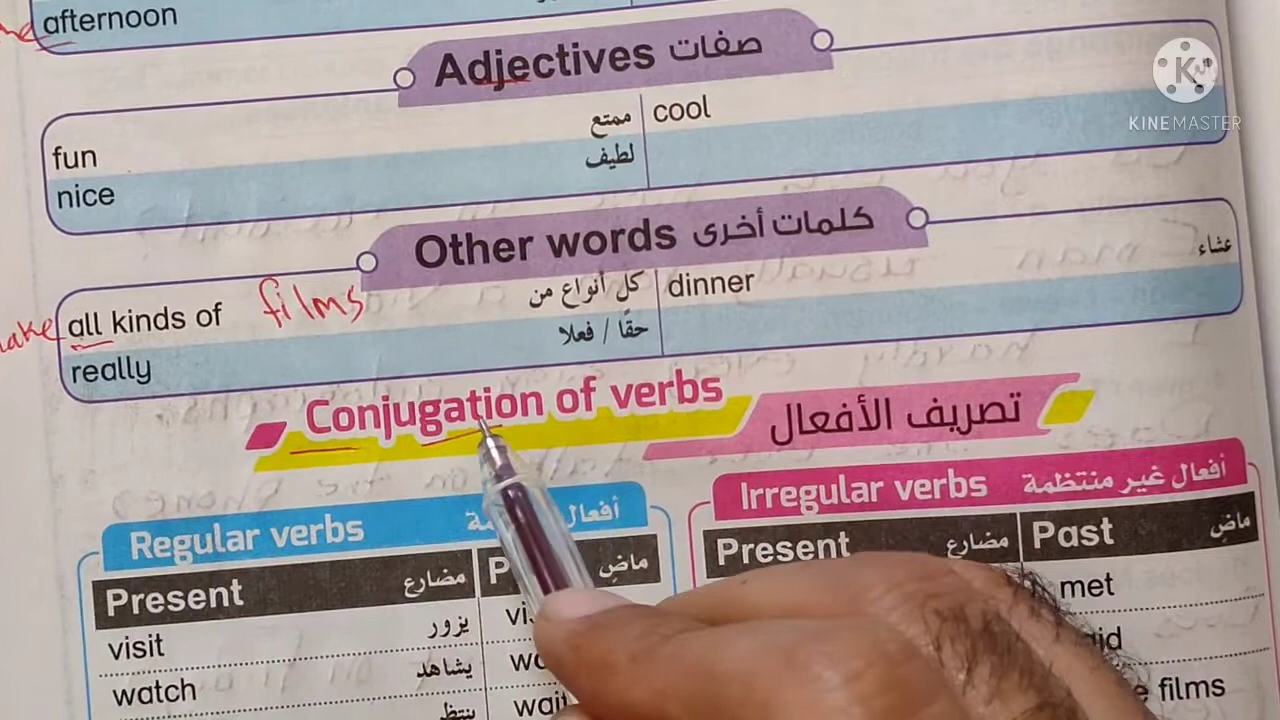 afternoon
Adjectives صفات
fun ممتع cool
nice لطيف
KINEMASTER
Other words كلمات أخرى
all kinds of films كل أنواع من dinner عشاء
really حقًا / فعلا
Conjugation of verbs تصريف الأفعال
Regular verbs أفعال
Irregular verbs أفعال غير منتظمة
Present مضارع ماضٍ
Present مضارع Past ماضٍ
visit يزور
met
watch يشاهد
films
wait ينتظر